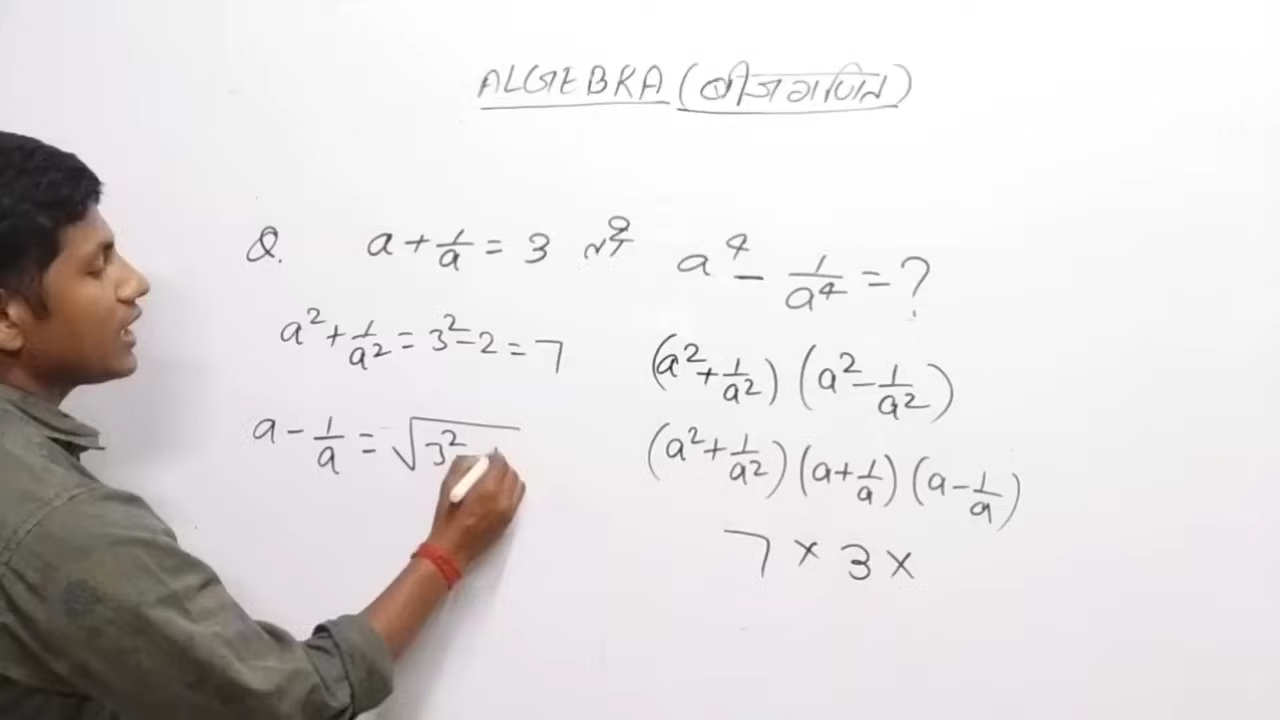 ALGEBRA (बीजगणित)
Q. a + 1/a = 3 तो a⁴ - 1/a⁴ = ?
a² + 1/a² = 3² - 2 = 7
(a² + 1/a²) (a² - 1/a²)
a - 1/a = √3² -
(a² + 1/a²) (a + 1/a) (a - 1/a)
7 × 3 ×